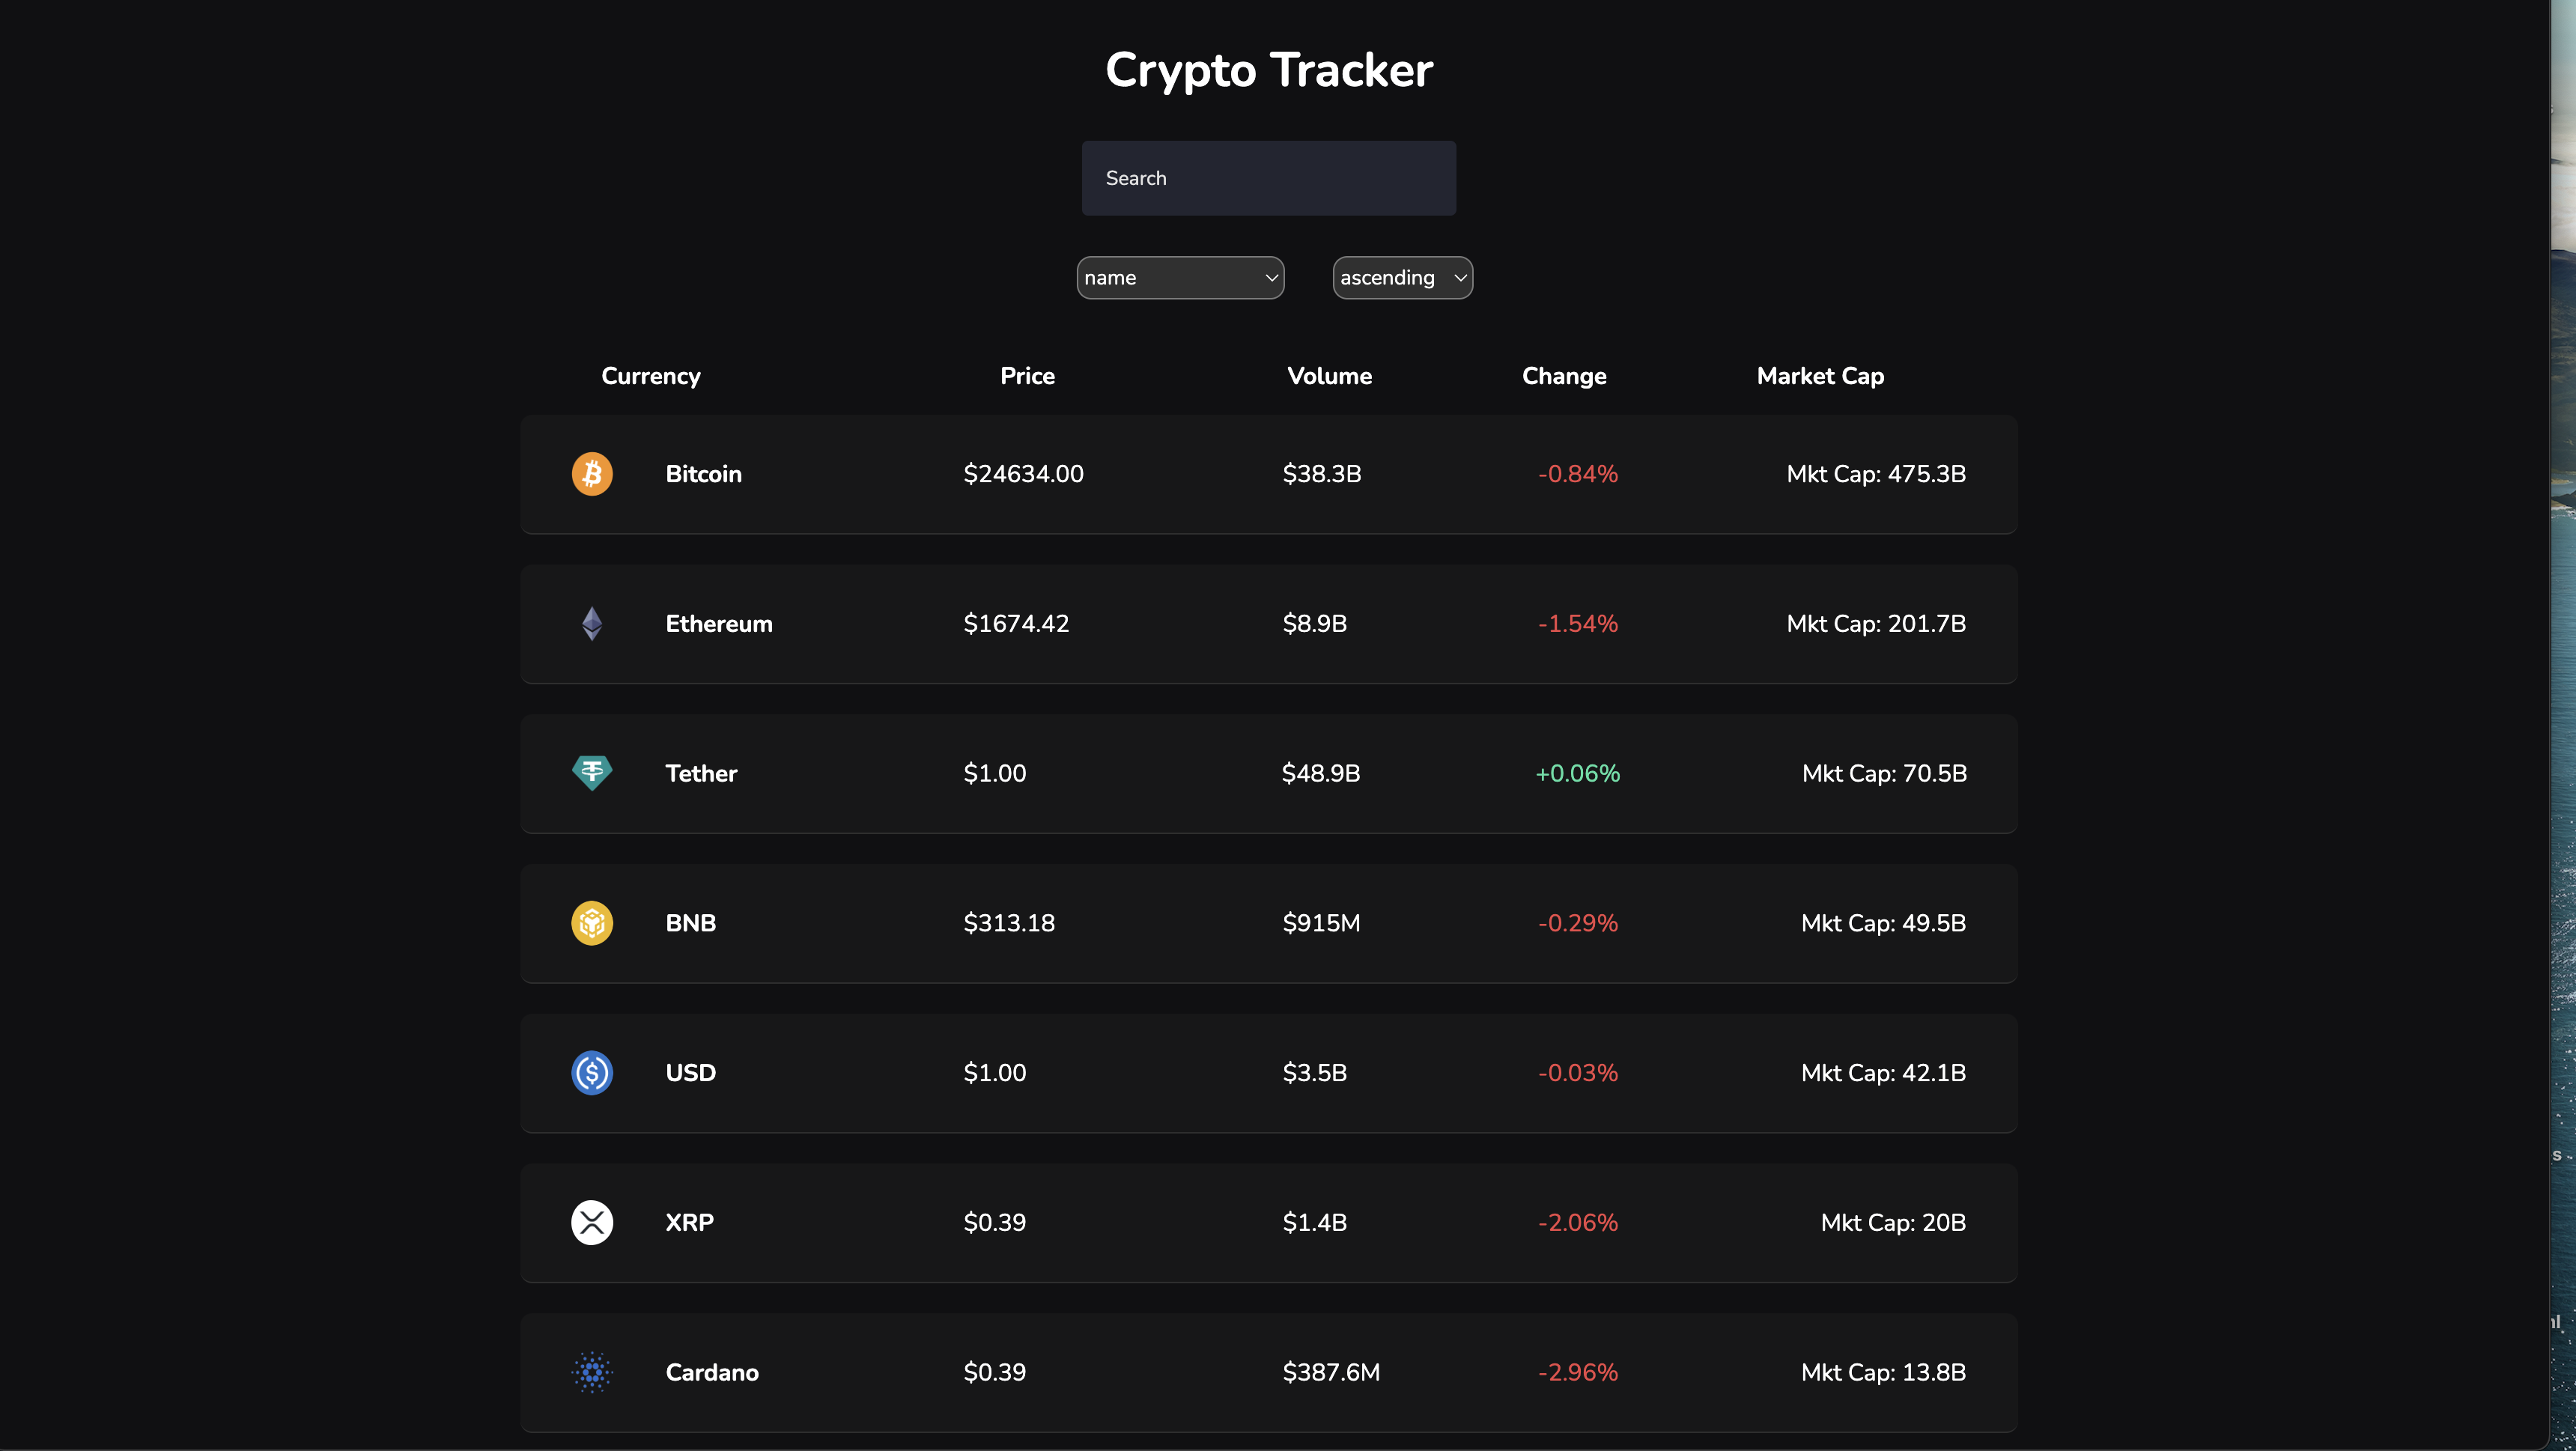 Crypto Tracker
Search
name ascending
Currency Price Volume Change Market Cap
Bitcoin $24634.00 $38.3B -0.84% Mkt Cap: 475.3B
Ethereum $1674.42 $8.9B -1.54% Mkt Cap: 201.7B
Tether $1.00 $48.9B +0.06% Mkt Cap: 70.5B
BNB $313.18 $915M -0.29% Mkt Cap: 49.5B
USD $1.00 $3.5B -0.03% Mkt Cap: 42.1B
XRP $0.39 $1.4B -2.06% Mkt Cap: 20B
Cardano $0.39 $387.6M -2.96% Mkt Cap: 13.8B